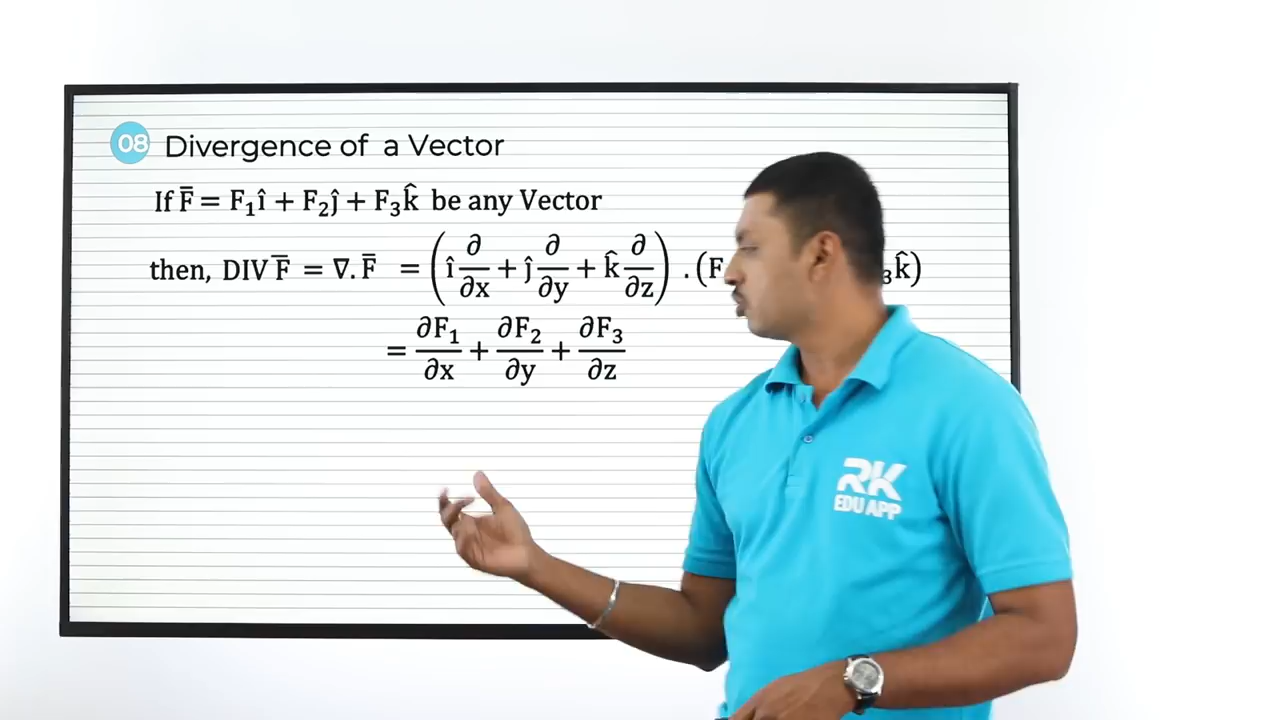 08 Divergence of a Vector
If F̿ = F₁î + F₂ĵ + F₃k̂ be any Vector
then, DIV F̅ = ∇. F̅ = (î ∂/∂x + ĵ ∂/∂y + k̂ ∂/∂z) . (F ₃k̂)
= ∂F₁/∂x + ∂F₂/∂y + ∂F₃/∂z
RK
EDU APP